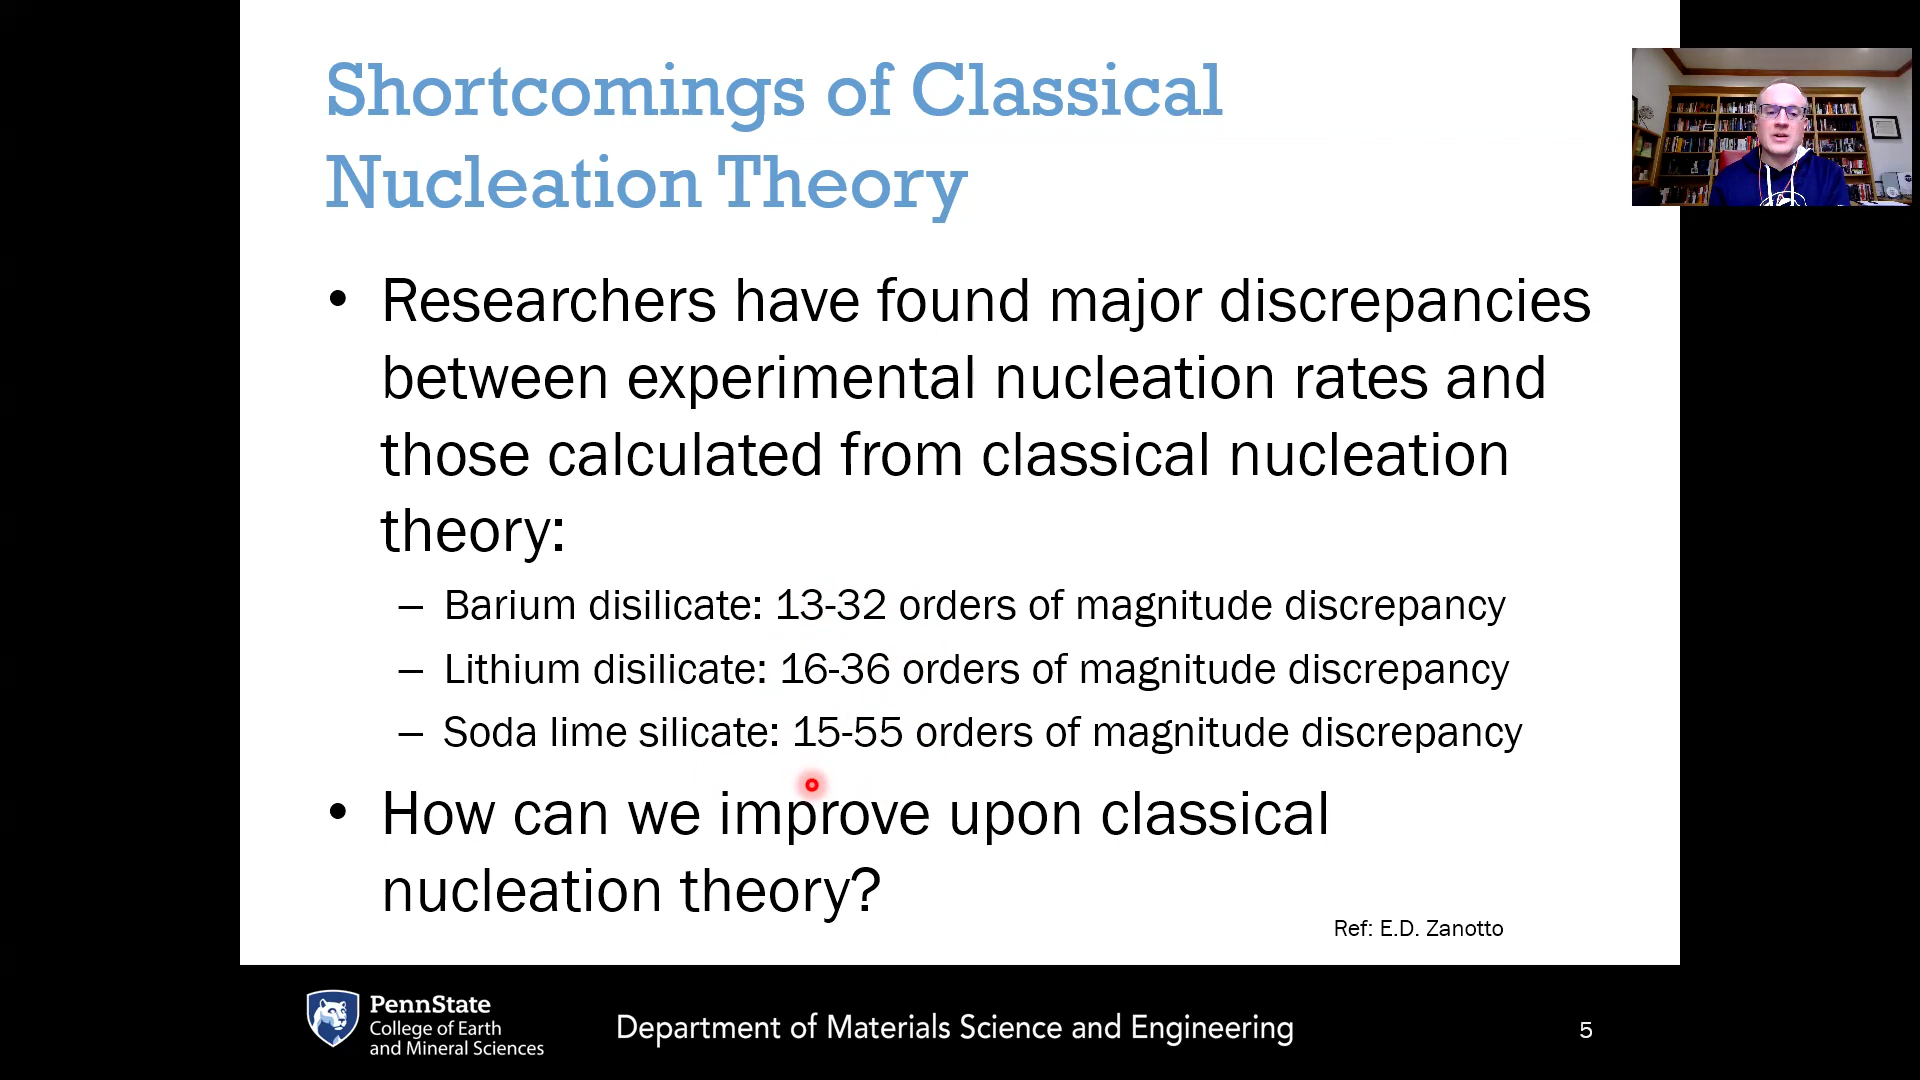 Shortcomings of Classical
Nucleation Theory
• Researchers have found major discrepancies
between experimental nucleation rates and
those calculated from classical nucleation
theory:
– Barium disilicate: 13-32 orders of magnitude discrepancy
– Lithium disilicate: 16-36 orders of magnitude discrepancy
– Soda lime silicate: 15-55 orders of magnitude discrepancy
• How can we improve upon classical
nucleation theory?
Ref: E.D. Zanotto
PennState
College of Earth
and Mineral Sciences
Department of Materials Science and Engineering
5